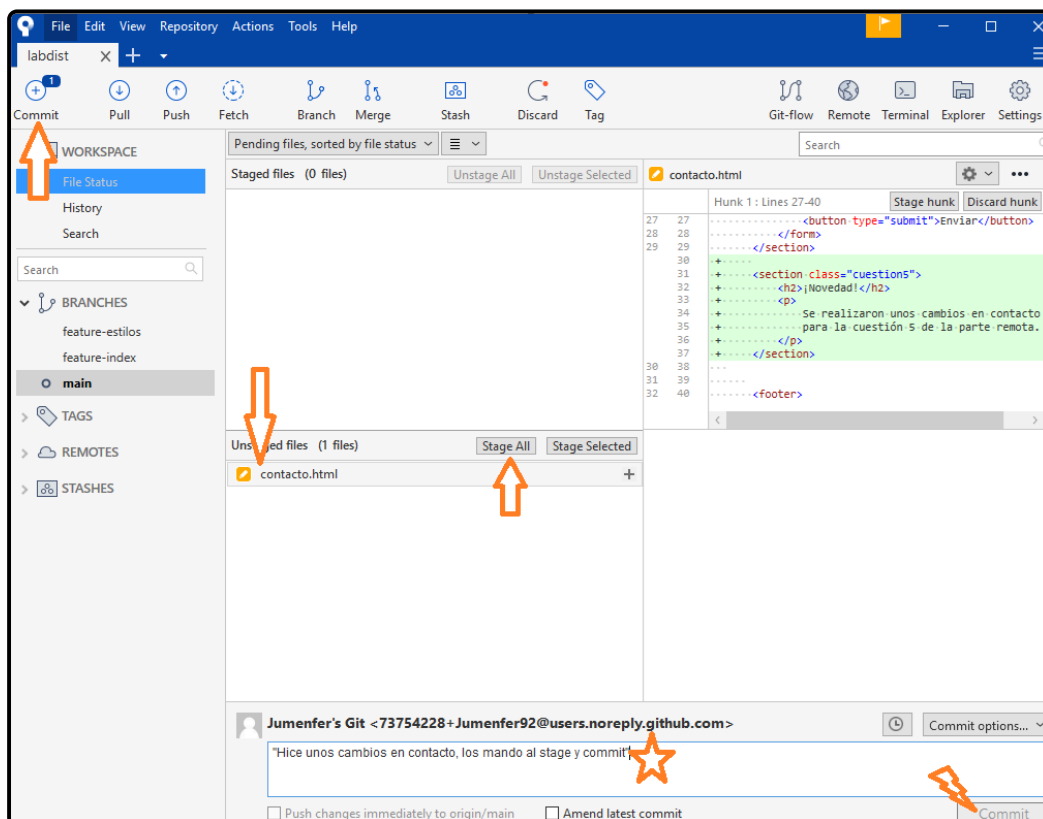 File Edit View Repository Actions Tools Help
labdist
1
Commit Pull Push Fetch Branch Merge Stash Discard Tag Git-flow Remote Terminal Explorer Settings
WORKSPACE
File Status
History
Search
Search
BRANCHES
feature-estilos
feature-index
main
TAGS
REMOTES
STASHES
Pending files, sorted by file status
Search
Staged files (0 files) Unstage All Unstage Selected
contacto.html
Hunk 1 : Lines 27-40 Stage hunk Discard hunk
27 27 <button type="submit">Enviar</button>
28 28 </form>
29 29 </section>
30 +
31 + <section class="cuestion5">
32 + <h2>¡Novedad!</h2>
33 + <p>
34 + Se realizaron unos cambios en contacto
35 + para la cuestión 5 de la parte remota.
36 + </p>
37 + </section>
30 38
31 39
32 40 <footer>
files (1 files) Stage All Stage Selected
contacto.html
Jumenfer's Git <73754228+Jumenfer92@users.noreply.github.com>
Commit options...
"Hice unos cambios en contacto, los mando al stage y commit"
Push changes immediately to origin/main Amend latest commit Commit